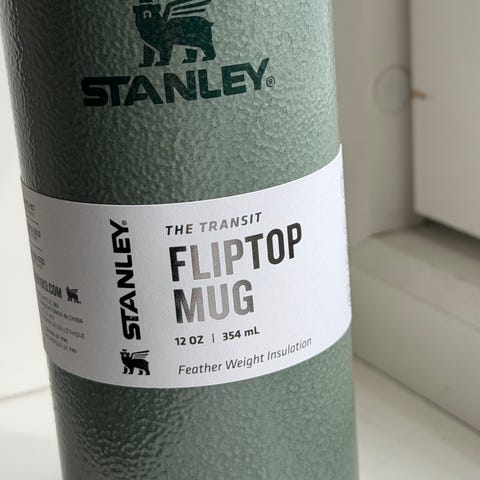 STANLEY®
STANLEY®
THE TRANSIT
FLIPTOP
MUG
12 OZ | 354 mL
Feather Weight Insulation